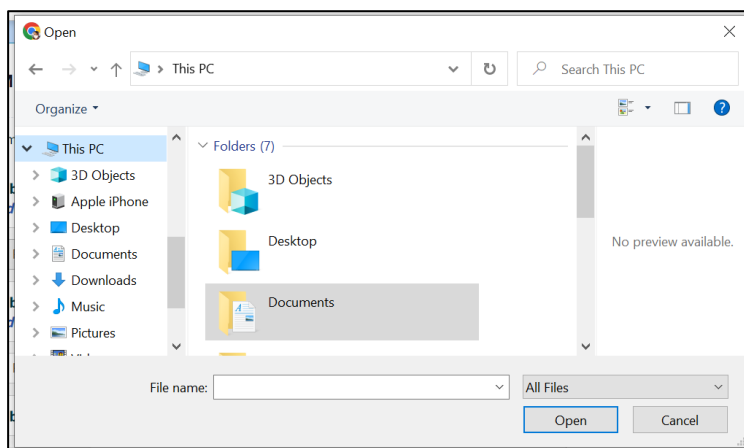 Open
This PC
Search This PC
Organize
This PC
3D Objects
Apple iPhone
Desktop
Documents
Downloads
Music
Pictures
Folders (7)
3D Objects
Desktop
Documents
No preview available.
File name:
All Files
Open
Cancel